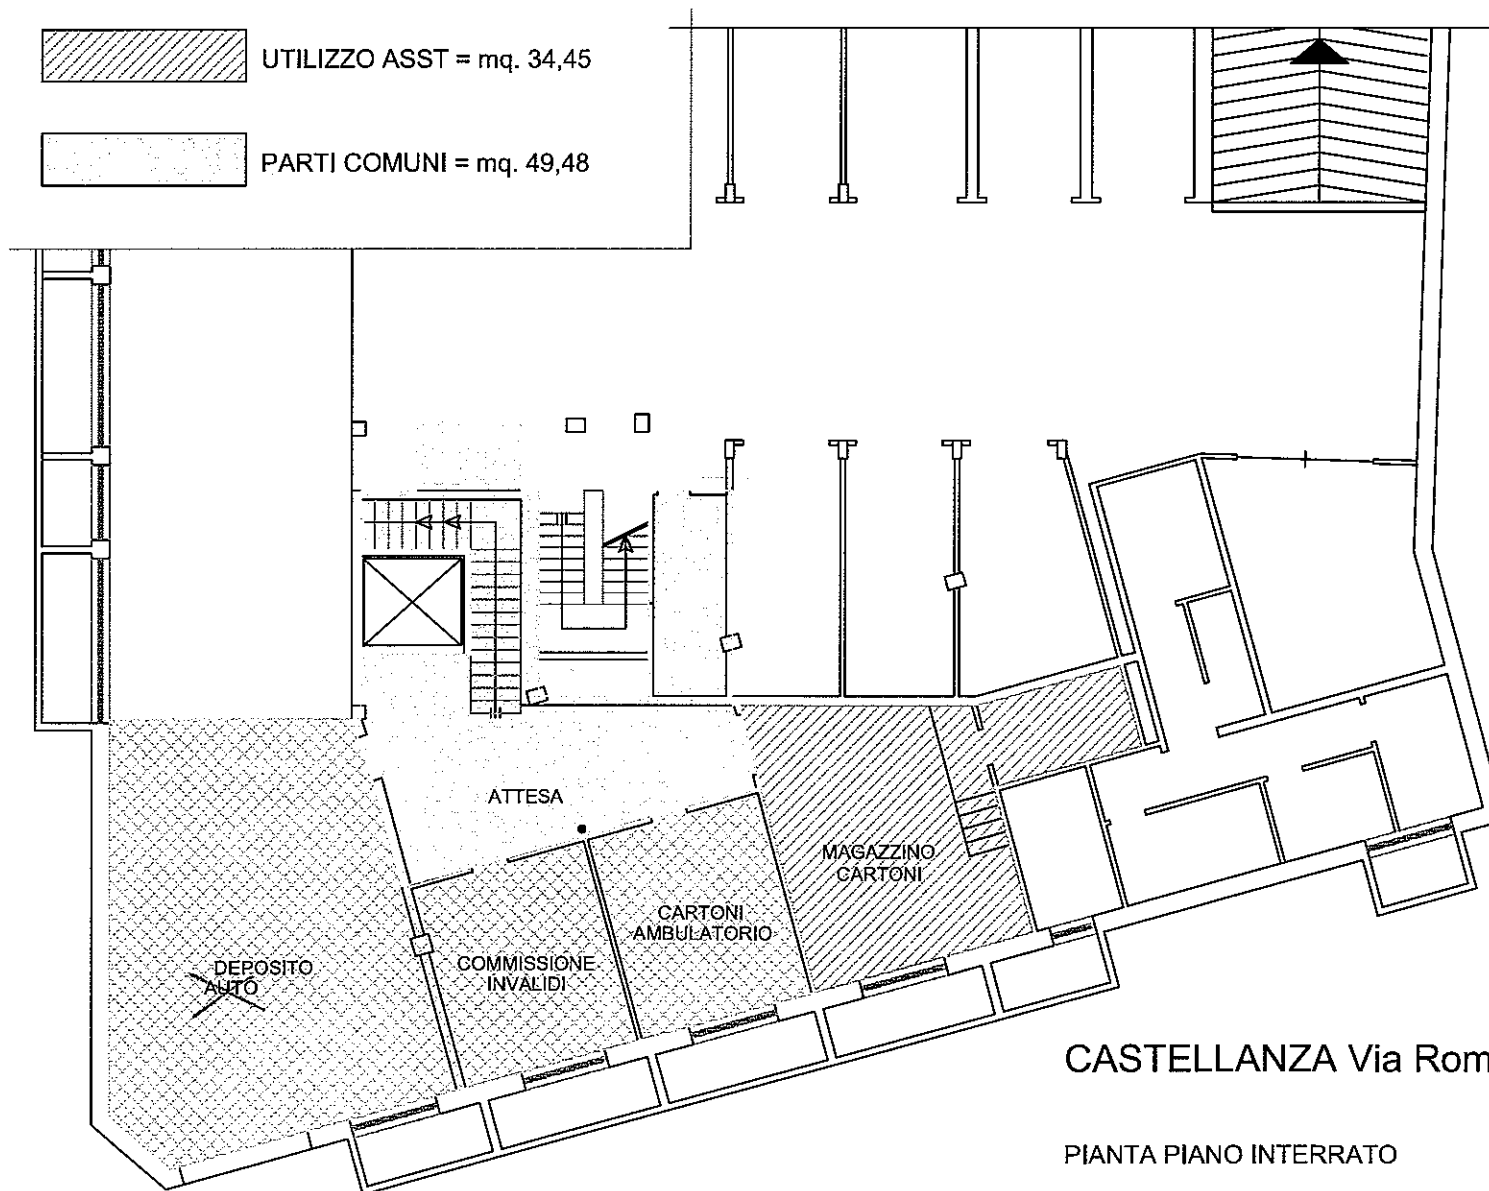 UTILIZZO ASST = mq. 34,45
PARTI COMUNI = mq. 49,48
ATTESA
MAGAZZINO
CARTONI
CARTONI
AMBULATORIO
COMMISSIONE
INVALIDI
DEPOSITO
AUTO
CASTELLANZA Via Rom
PIANTA PIANO INTERRATO